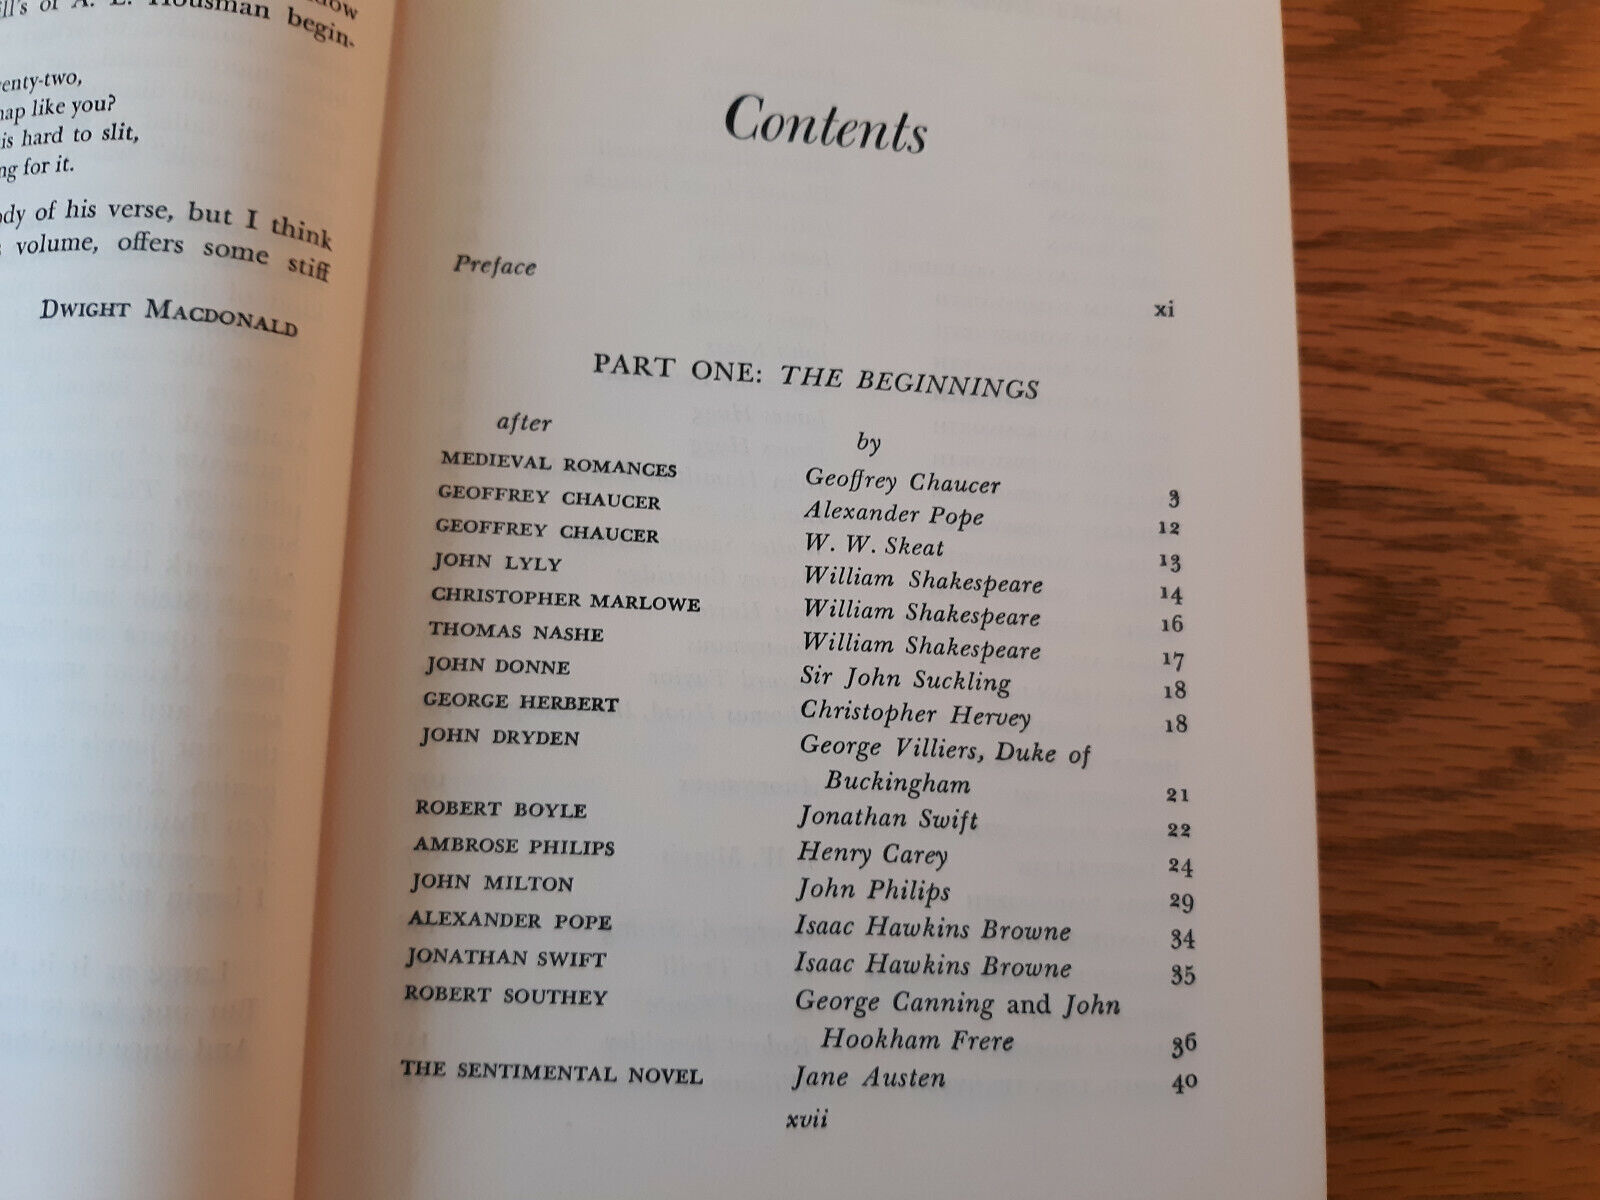 of A. E. Housman begin.
enty-two,
hap like you?
is hard to slit,
ng for it.
ody of his verse, but I think
volume, offers some stiff
DWIGHT MACDONALD
Contents
Preface xi
PART ONE: THE BEGINNINGS
after by
MEDIEVAL ROMANCES Geoffrey Chaucer 3
GEOFFREY CHAUCER Alexander Pope 12
GEOFFREY CHAUCER W. W. Skeat 13
JOHN LYLY William Shakespeare 14
CHRISTOPHER MARLOWE William Shakespeare 16
THOMAS NASHE William Shakespeare 17
JOHN DONNE Sir John Suckling 18
GEORGE HERBERT Christopher Hervey 18
JOHN DRYDEN George Villiers, Duke of
Buckingham 21
ROBERT BOYLE Jonathan Swift 22
AMBROSE PHILIPS Henry Carey 24
JOHN MILTON John Philips 29
ALEXANDER POPE Isaac Hawkins Browne 34
JONATHAN SWIFT Isaac Hawkins Browne 35
ROBERT SOUTHEY George Canning and John
Hookham Frere 36
THE SENTIMENTAL NOVEL Jane Austen 40
xvii